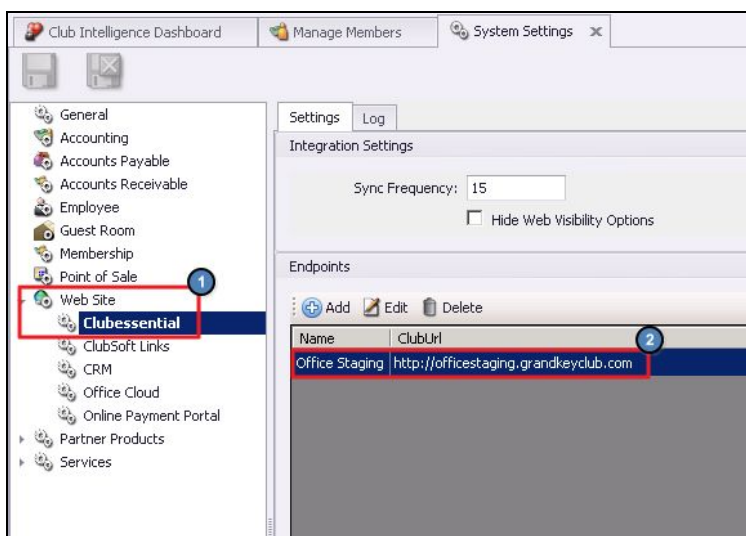 Club Intelligence Dashboard
Manage Members
System Settings
General
Accounting
Accounts Payable
Accounts Receivable
Employee
Guest Room
Membership
Point of Sale
1
Web Site
Clubessential
ClubSoft Links
CRM
Office Cloud
Online Payment Portal
Partner Products
Services
Settings
Log
Integration Settings
Sync Frequency: 15
Hide Web Visibility Options
Endpoints
Add Edit Delete
Name ClubUrl
2
Office Staging http://officestaging.grandkeyclub.com